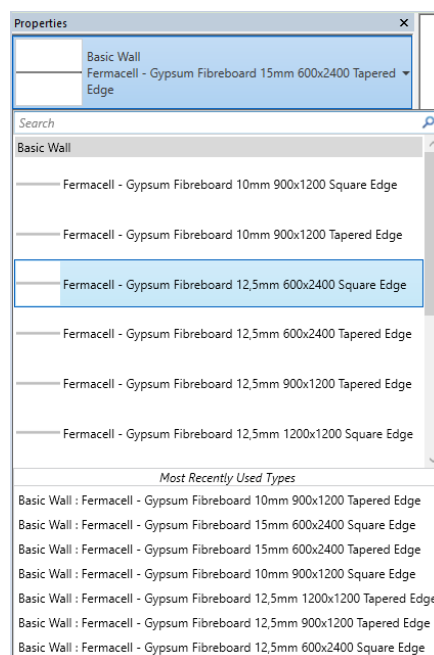 Properties
Basic Wall
Fermacell - Gypsum Fibreboard 15mm 600x2400 Tapered
Edge
Search
Basic Wall
Fermacell - Gypsum Fibreboard 10mm 900x1200 Square Edge
Fermacell - Gypsum Fibreboard 10mm 900x1200 Tapered Edge
Fermacell - Gypsum Fibreboard 12,5mm 600x2400 Square Edge
Fermacell - Gypsum Fibreboard 12,5mm 600x2400 Tapered Edge
Fermacell - Gypsum Fibreboard 12,5mm 900x1200 Tapered Edge
Fermacell - Gypsum Fibreboard 12,5mm 1200x1200 Square Edge
Most Recently Used Types
Basic Wall : Fermacell - Gypsum Fibreboard 10mm 900x1200 Tapered Edge
Basic Wall : Fermacell - Gypsum Fibreboard 15mm 600x2400 Square Edge
Basic Wall : Fermacell - Gypsum Fibreboard 15mm 600x2400 Tapered Edge
Basic Wall : Fermacell - Gypsum Fibreboard 10mm 900x1200 Square Edge
Basic Wall : Fermacell - Gypsum Fibreboard 12,5mm 1200x1200 Tapered Edge
Basic Wall : Fermacell - Gypsum Fibreboard 12,5mm 900x1200 Tapered Edge
Basic Wall : Fermacell - Gypsum Fibreboard 12,5mm 600x2400 Square Edge